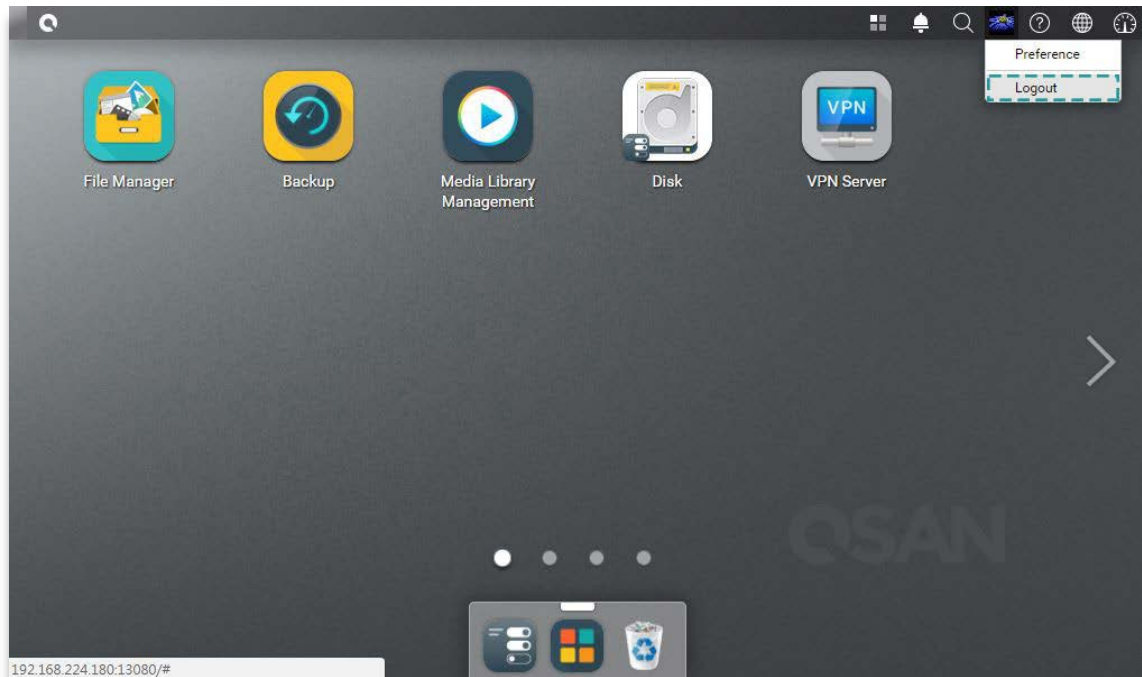 Preference
Logout
VPN
File Manager
Backup
Media Library
Management
Disk
VPN Server
QSAN
192.168.224.180:13080/#